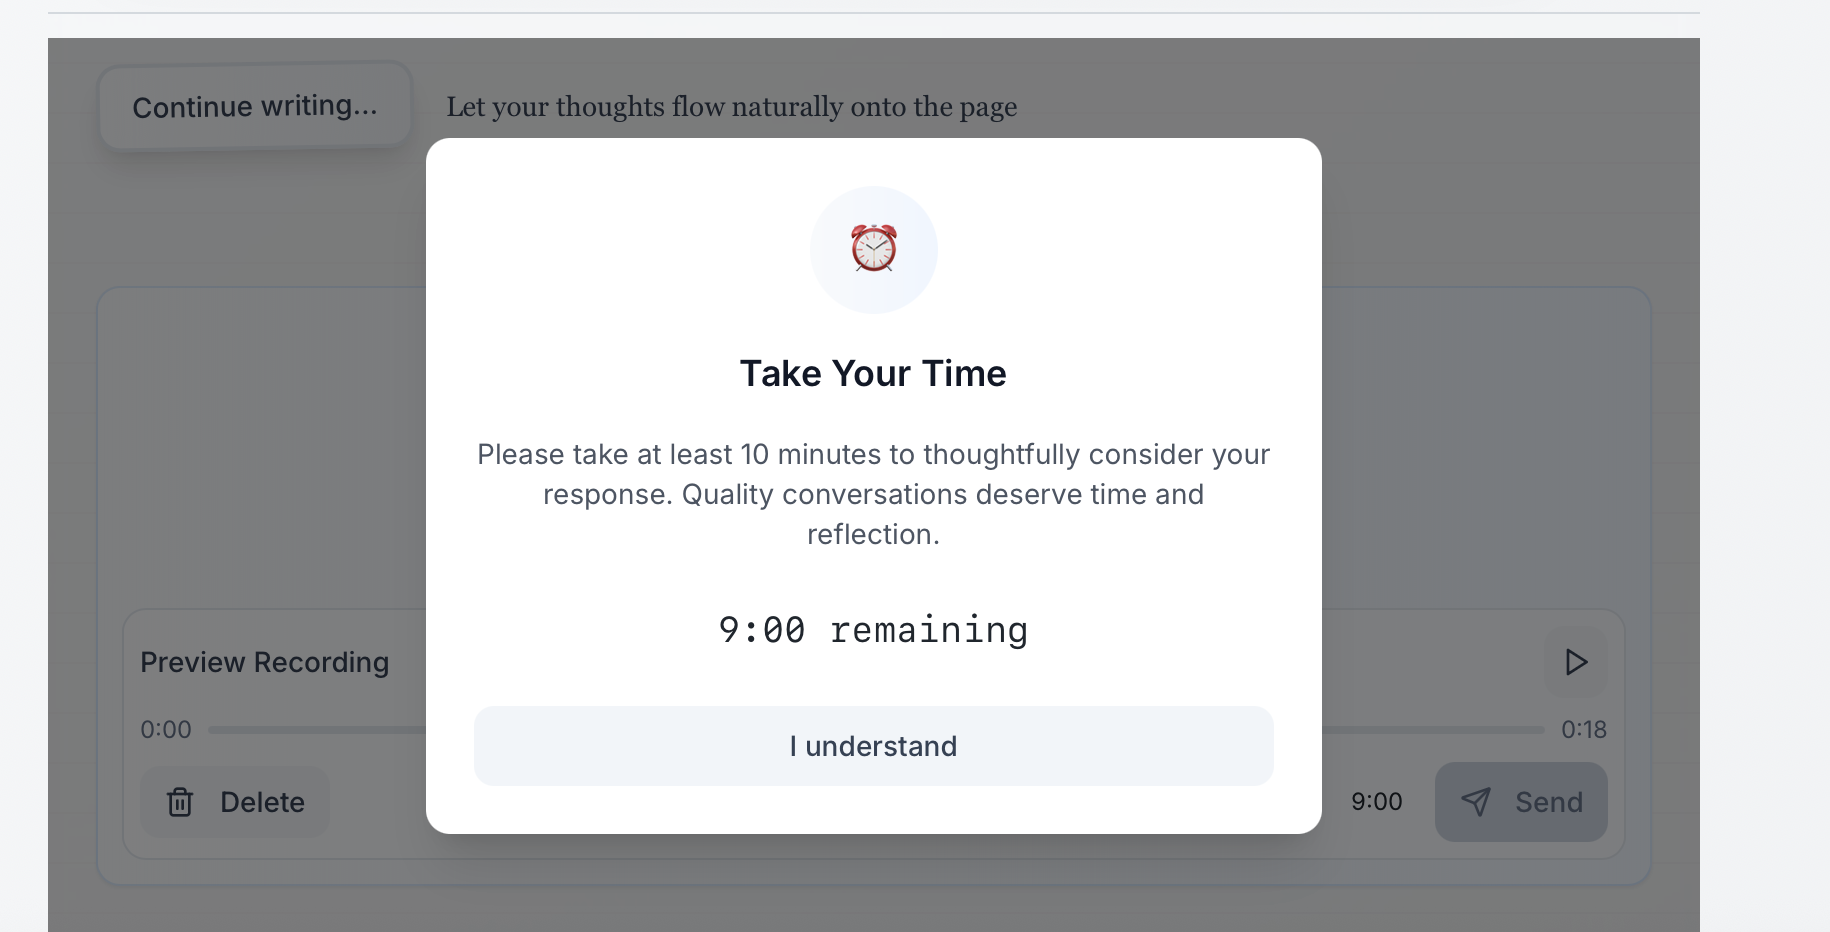 Continue writing...
Let your thoughts flow naturally onto the page
Take Your Time
Please take at least 10 minutes to thoughtfully consider your
response. Quality conversations deserve time and
reflection.
9:00 remaining
I understand
Preview Recording
0:00
0:18
Delete
9:00
Send